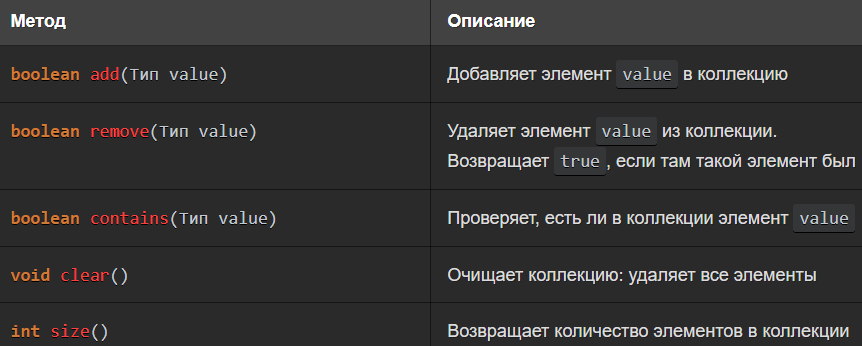 Метод Описание
boolean add(Тип value) Добавляет элемент value в коллекцию
boolean remove(Тип value) Удаляет элемент value из коллекции.
Возвращает true, если там такой элемент был
boolean contains(Тип value) Проверяет, есть ли в коллекции элемент value
void clear() Очищает коллекцию: удаляет все элементы
int size() Возвращает количество элементов в коллекции